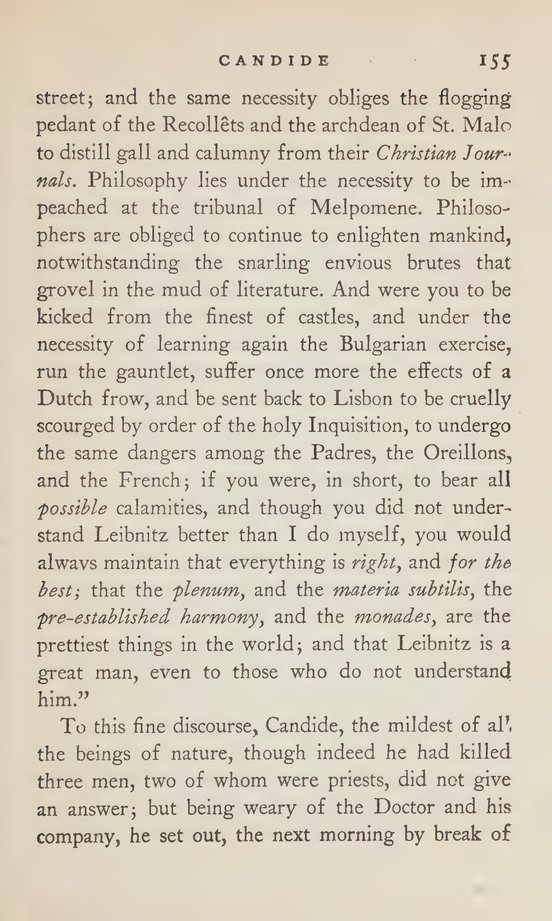 CANDIDE 155
street; and the same necessity obliges the flogging
pedant of the Recollêts and the archdean of St. Malo
to distill gall and calumny from their Christian Jour-
nals. Philosophy lies under the necessity to be im-
peached at the tribunal of Melpomene. Philoso-
phers are obliged to continue to enlighten mankind,
notwithstanding the snarling envious brutes that
grovel in the mud of literature. And were you to be
kicked from the finest of castles, and under the
necessity of learning again the Bulgarian exercise,
run the gauntlet, suffer once more the effects of a
Dutch frow, and be sent back to Lisbon to be cruelly
scourged by order of the holy Inquisition, to undergo
the same dangers among the Padres, the Oreillons,
and the French; if you were, in short, to bear all
possible calamities, and though you did not under-
stand Leibnitz better than I do myself, you would
always maintain that everything is right, and for the
best; that the plenum, and the materia subtilis, the
pre-established harmony, and the monades, are the
prettiest things in the world; and that Leibnitz is a
great man, even to those who do not understand
him.”
To this fine discourse, Candide, the mildest of all
the beings of nature, though indeed he had killed
three men, two of whom were priests, did not give
an answer; but being weary of the Doctor and his
company, he set out, the next morning by break of